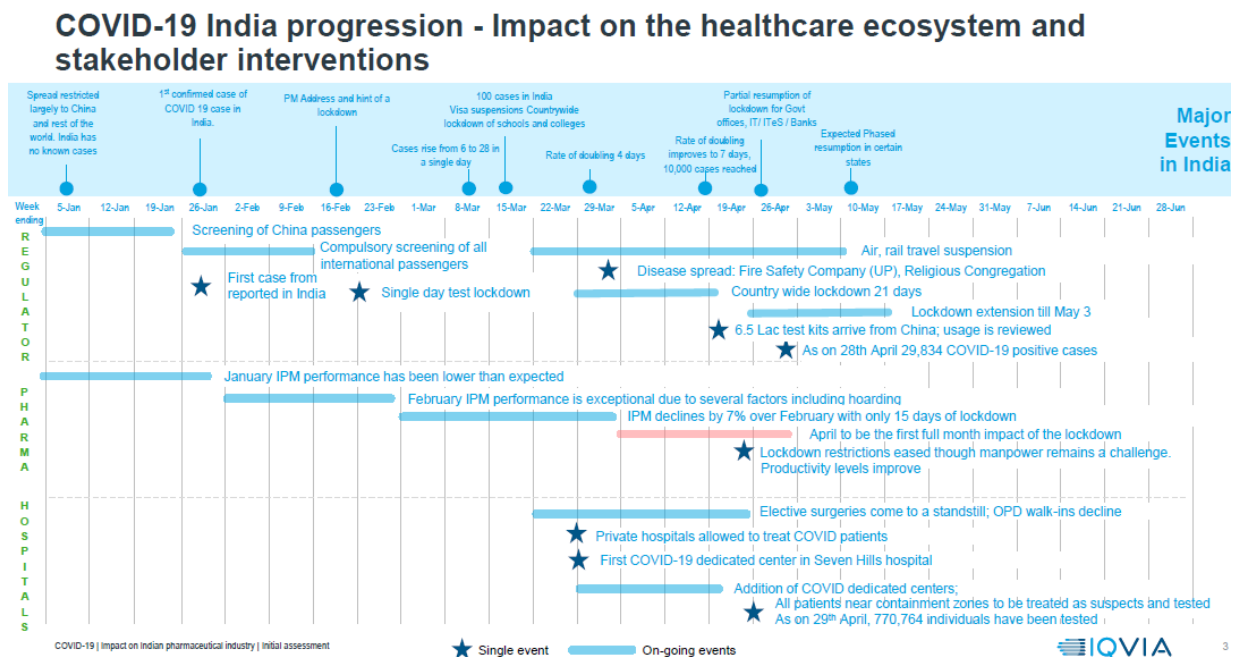 COVID-19 India progression - Impact on the healthcare ecosystem and
stakeholder interventions
Spread restricted
largely to China
and rest of the
world. India has
no known cases
1st confirmed case of
COVID 19 case in
India.
PM Address and hint of a
lockdown
Cases rise from 6 to 28 in
a single day
100 cases in India
Visa suspensions Countrywide
lockdown of schools and colleges
Rate of doubling 4 days
Rate of doubling
improves to 7 days,
10,000 cases reached
Partial resumption of
lockdown for Govt
offices, IT/ ITeS / Banks
Expected Phased
resumption in certain
states
Major
Events
in India
Week
ending
5-Jan
12-Jan
19-Jan
26-Jan
2-Feb
9-Feb
16-Feb
23-Feb
1-Mar
8-Mar
15-Mar
22-Mar
29-Mar
5-Apr
12-Apr
19-Apr
26-Apr
3-May
10-May
17-May
24-May
31-May
7-Jun
14-Jun
21-Jun
28-Jun
REGULATOR
Screening of China passengers
Compulsory screening of all
international passengers
Air, rail travel suspension
First case from
reported in India
Single day test lockdown
Disease spread: Fire Safety Company (UP), Religious Congregation
Country wide lockdown 21 days
Lockdown extension till May 3
6.5 Lac test kits arrive from China; usage is reviewed
As on 28th April 29,834 COVID-19 positive cases
PHARMA
January IPM performance has been lower than expected
February IPM performance is exceptional due to several factors including hoarding
IPM declines by 7% over February with only 15 days of lockdown
April to be the first full month impact of the lockdown
Lockdown restrictions eased though manpower remains a challenge.
Productivity levels improve
HOSPITALS
Elective surgeries come to a standstill; OPD walk-ins decline
Private hospitals allowed to treat COVID patients
First COVID-19 dedicated center in Seven Hills hospital
Addition of COVID dedicated centers;
All patients near containment zones to be treated as suspects and tested
As on 29th April, 770,764 individuals have been tested
COVID-19 | Impact on Indian pharmaceutical industry | Initial assessment
Single event
On-going events
IQVIA
3